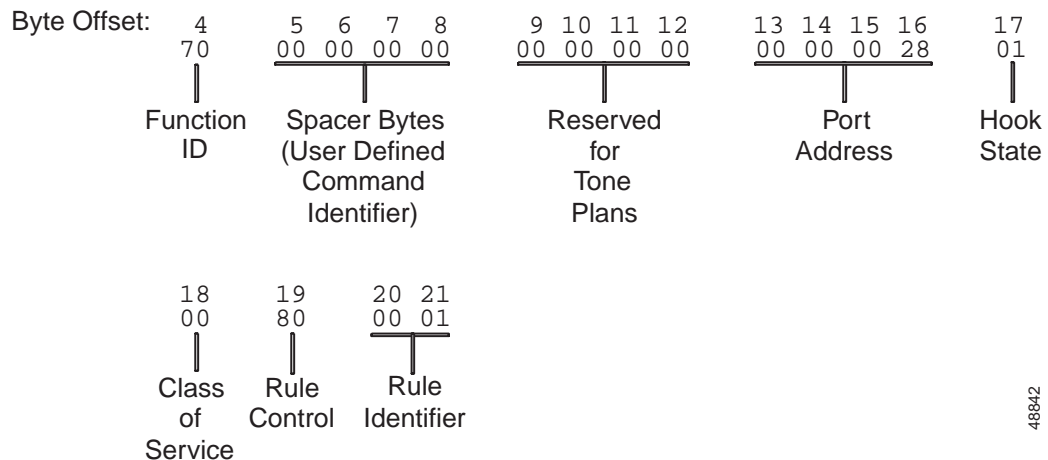 Byte Offset: 4 5 6 7 8 9 10 11 12 13 14 15 16 17
70 00 00 00 00 00 00 00 00 00 00 00 28 01
Function ID
Spacer Bytes
(User Defined
Command
Identifier)
Reserved
for
Tone
Plans
Port
Address
Hook
State
18 19 20 21
00 80 00 01
Class
of
Service
Rule
Control
Rule
Identifier
48842